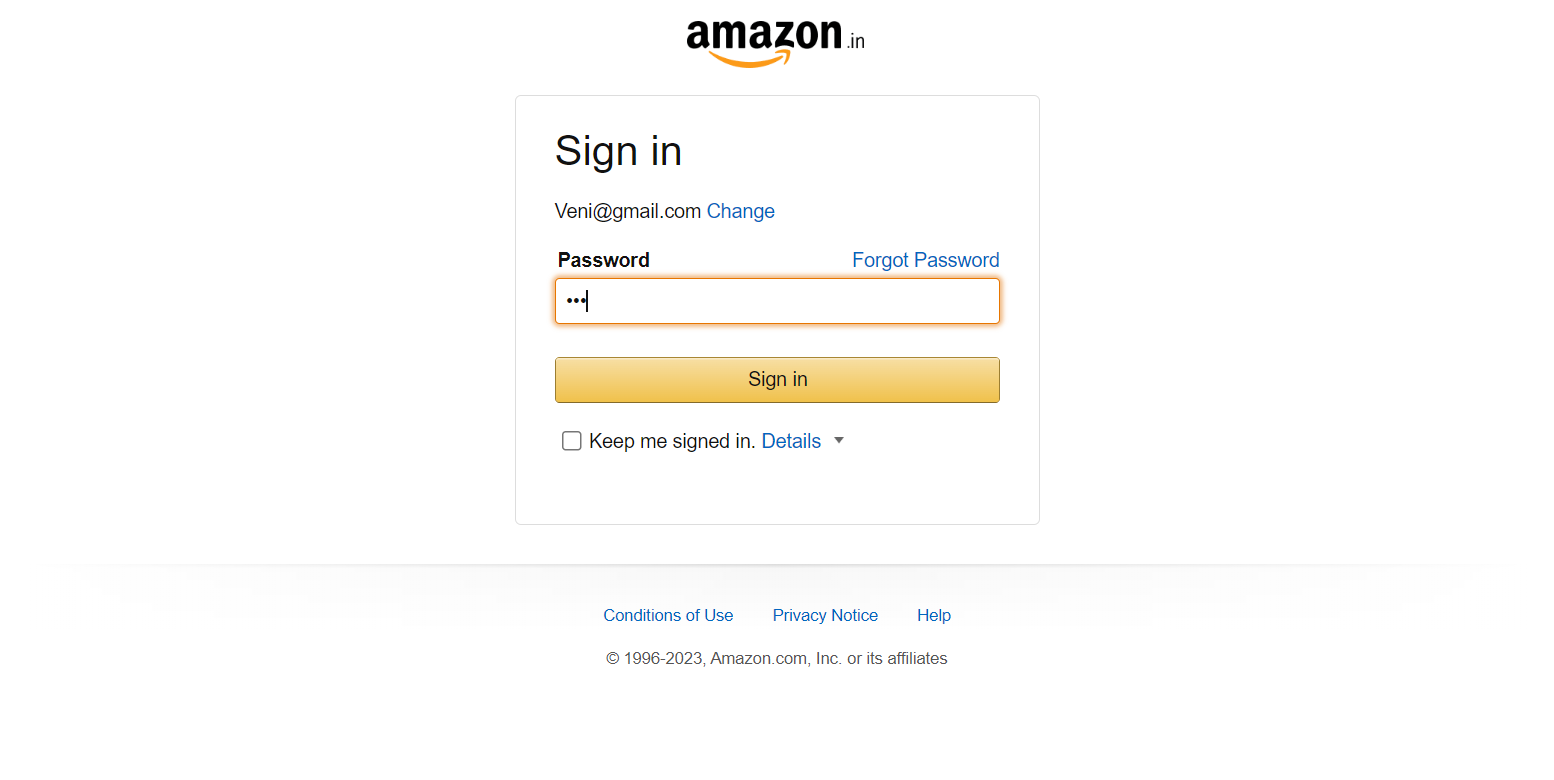 amazon.in
Sign in
Veni@gmail.com Change
Password Forgot Password
•••
Sign in
Keep me signed in. Details
Conditions of Use Privacy Notice Help
© 1996-2023, Amazon.com, Inc. or its affiliates